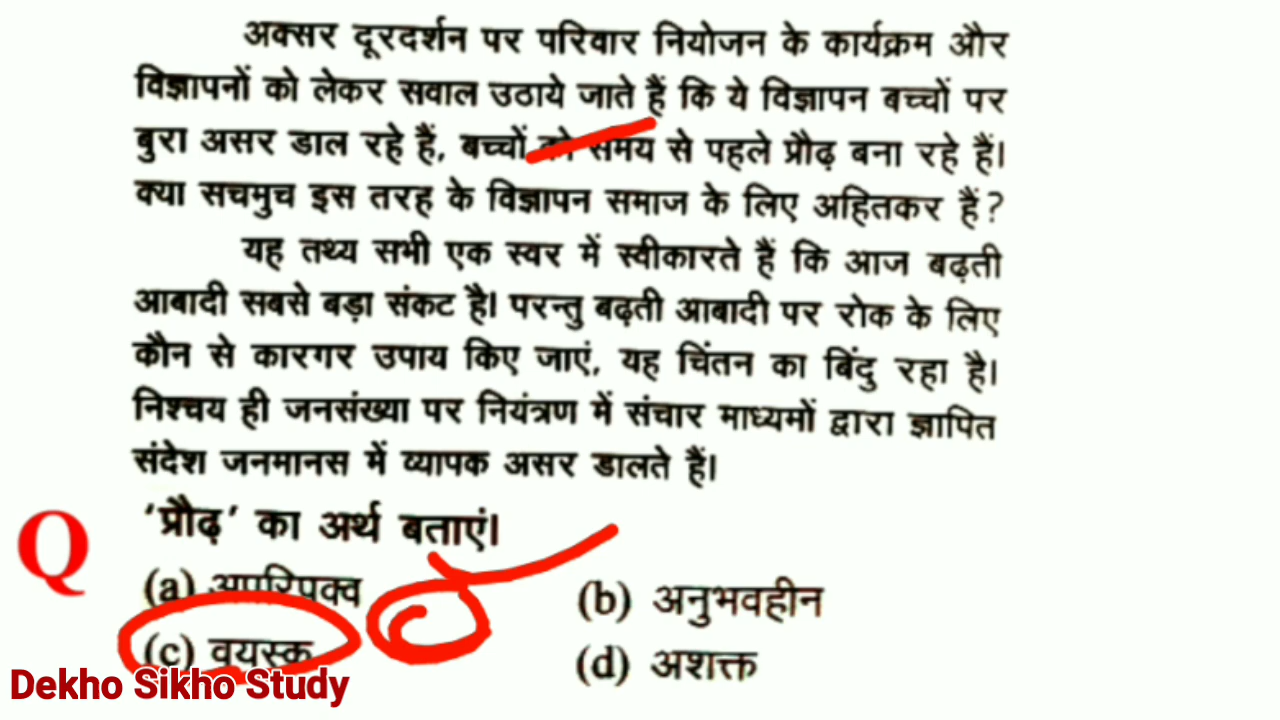 अक्सर दूरदर्शन पर परिवार नियोजन के कार्यक्रम और
विज्ञापनों को लेकर सवाल उठाये जाते हैं कि ये विज्ञापन बच्चों पर
बुरा असर डाल रहे हैं, बच्चों को समय से पहले प्रौढ़ बना रहे हैं।
क्या सचमुच इस तरह के विज्ञापन समाज के लिए अहितकर हैं?
यह तथ्य सभी एक स्वर में स्वीकारते हैं कि आज बढ़ती
आबादी सबसे बड़ा संकट है। परन्तु बढ़ती आबादी पर रोक के लिए
कौन से कारगर उपाय किए जाएं, यह चिंतन का बिंदु रहा है।
निश्चय ही जनसंख्या पर नियंत्रण में संचार माध्यमों द्वारा ज्ञापित
संदेश जनमानस में व्यापक असर डालते हैं।
Q 'प्रौढ़' का अर्थ बताएं।
(a) अपरिपक्व (b) अनुभवहीन
(c) वयस्क (d) अशक्त
Dekho Sikho Study